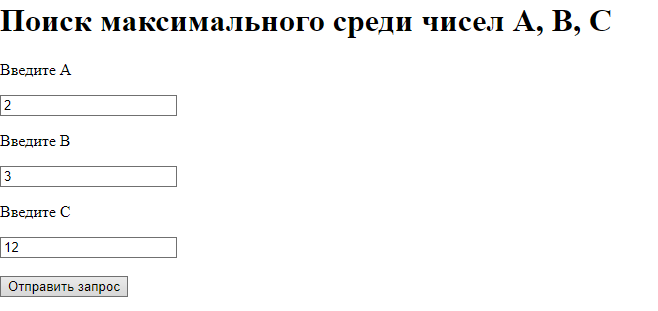 Поиск максимального среди чисел A, B, C
Введите A
2
Введите B
3
Введите C
12
Отправить запрос